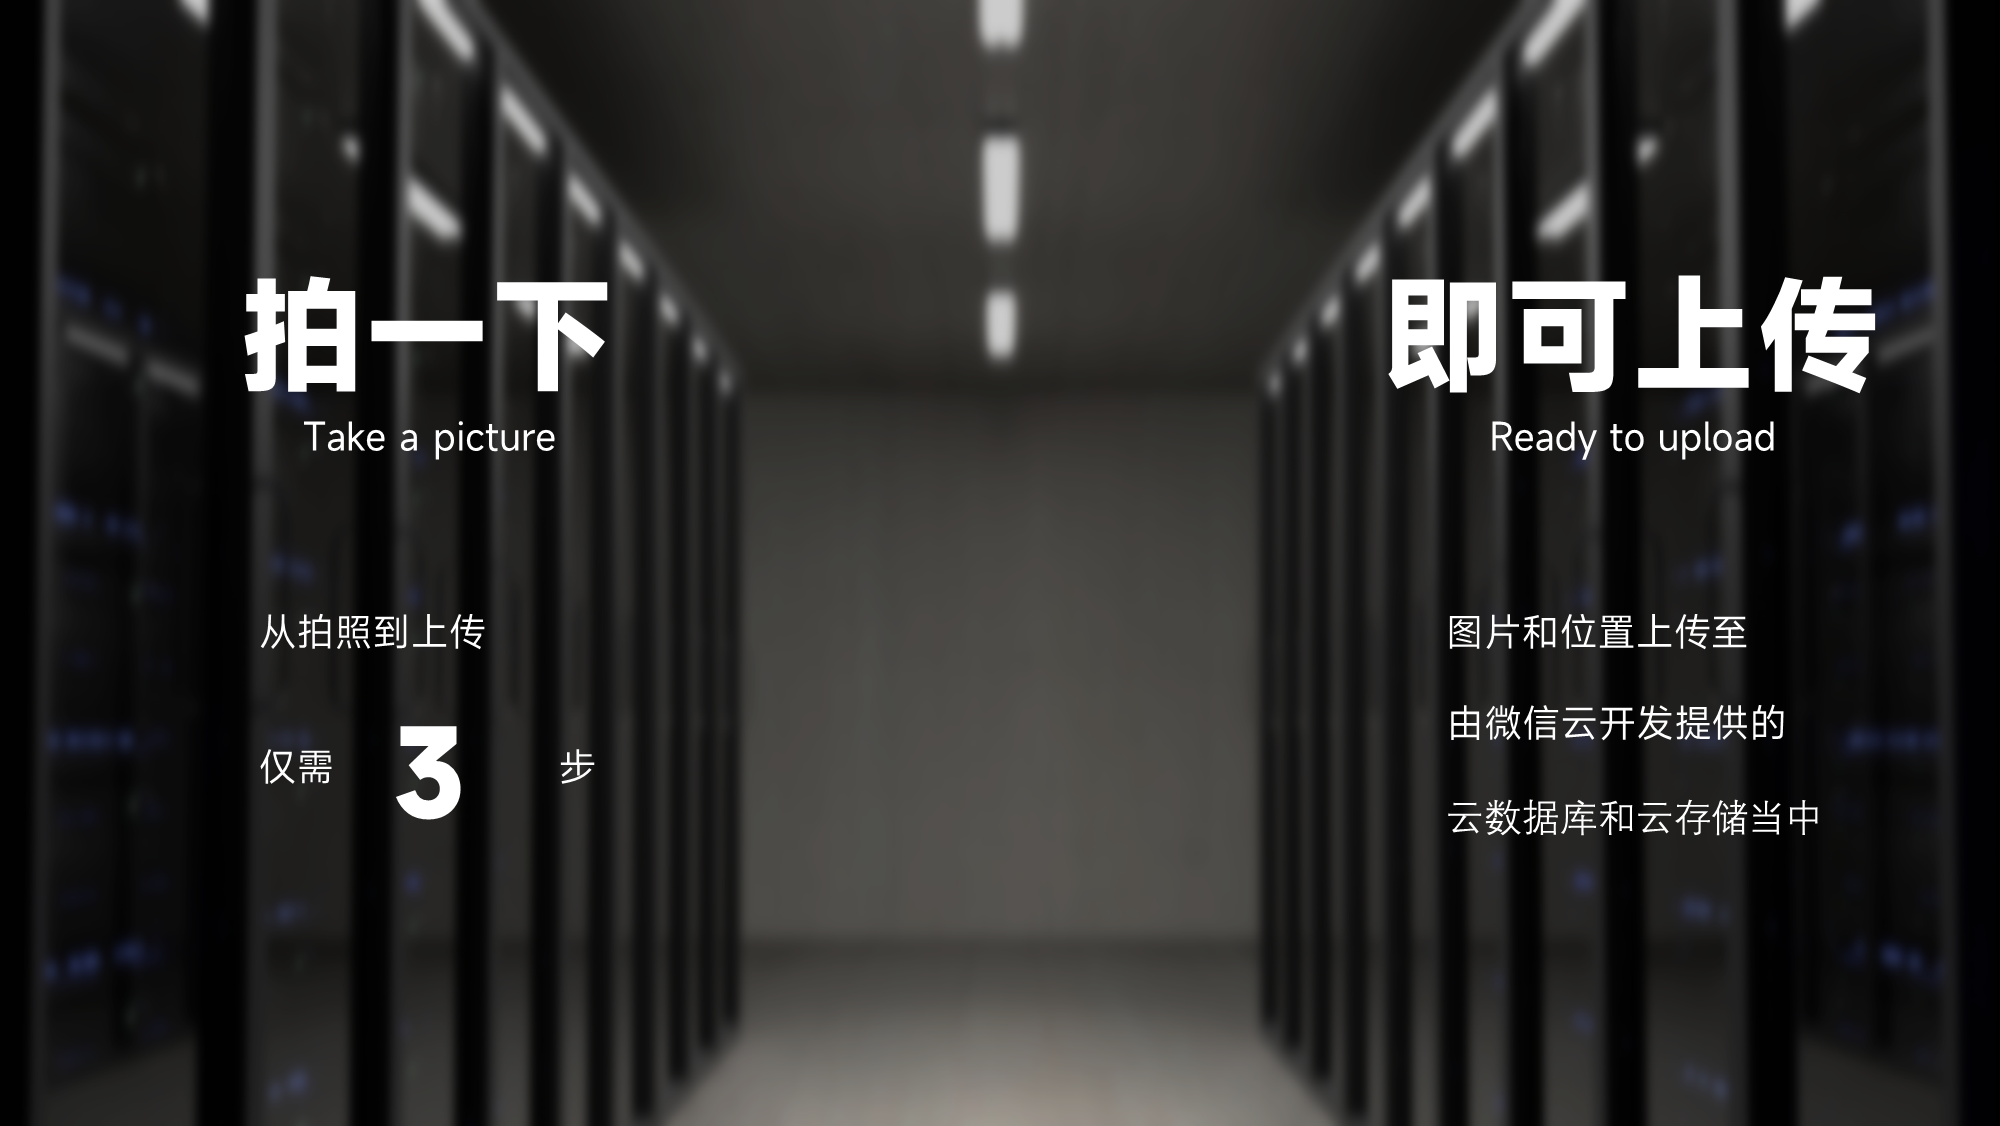 拍一下
Take a picture
从拍照到上传
仅需 3 步
即可上传
Ready to upload
图片和位置上传至
由微信云开发提供的
云数据库和云存储当中